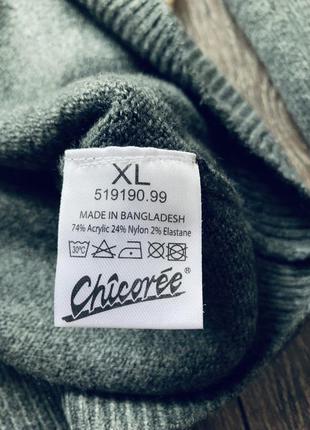 XL
519190.99
MADE IN BANGLADESH
74% Acrylic 24% Nylon 2% Elastane
30°C
Chicorée®